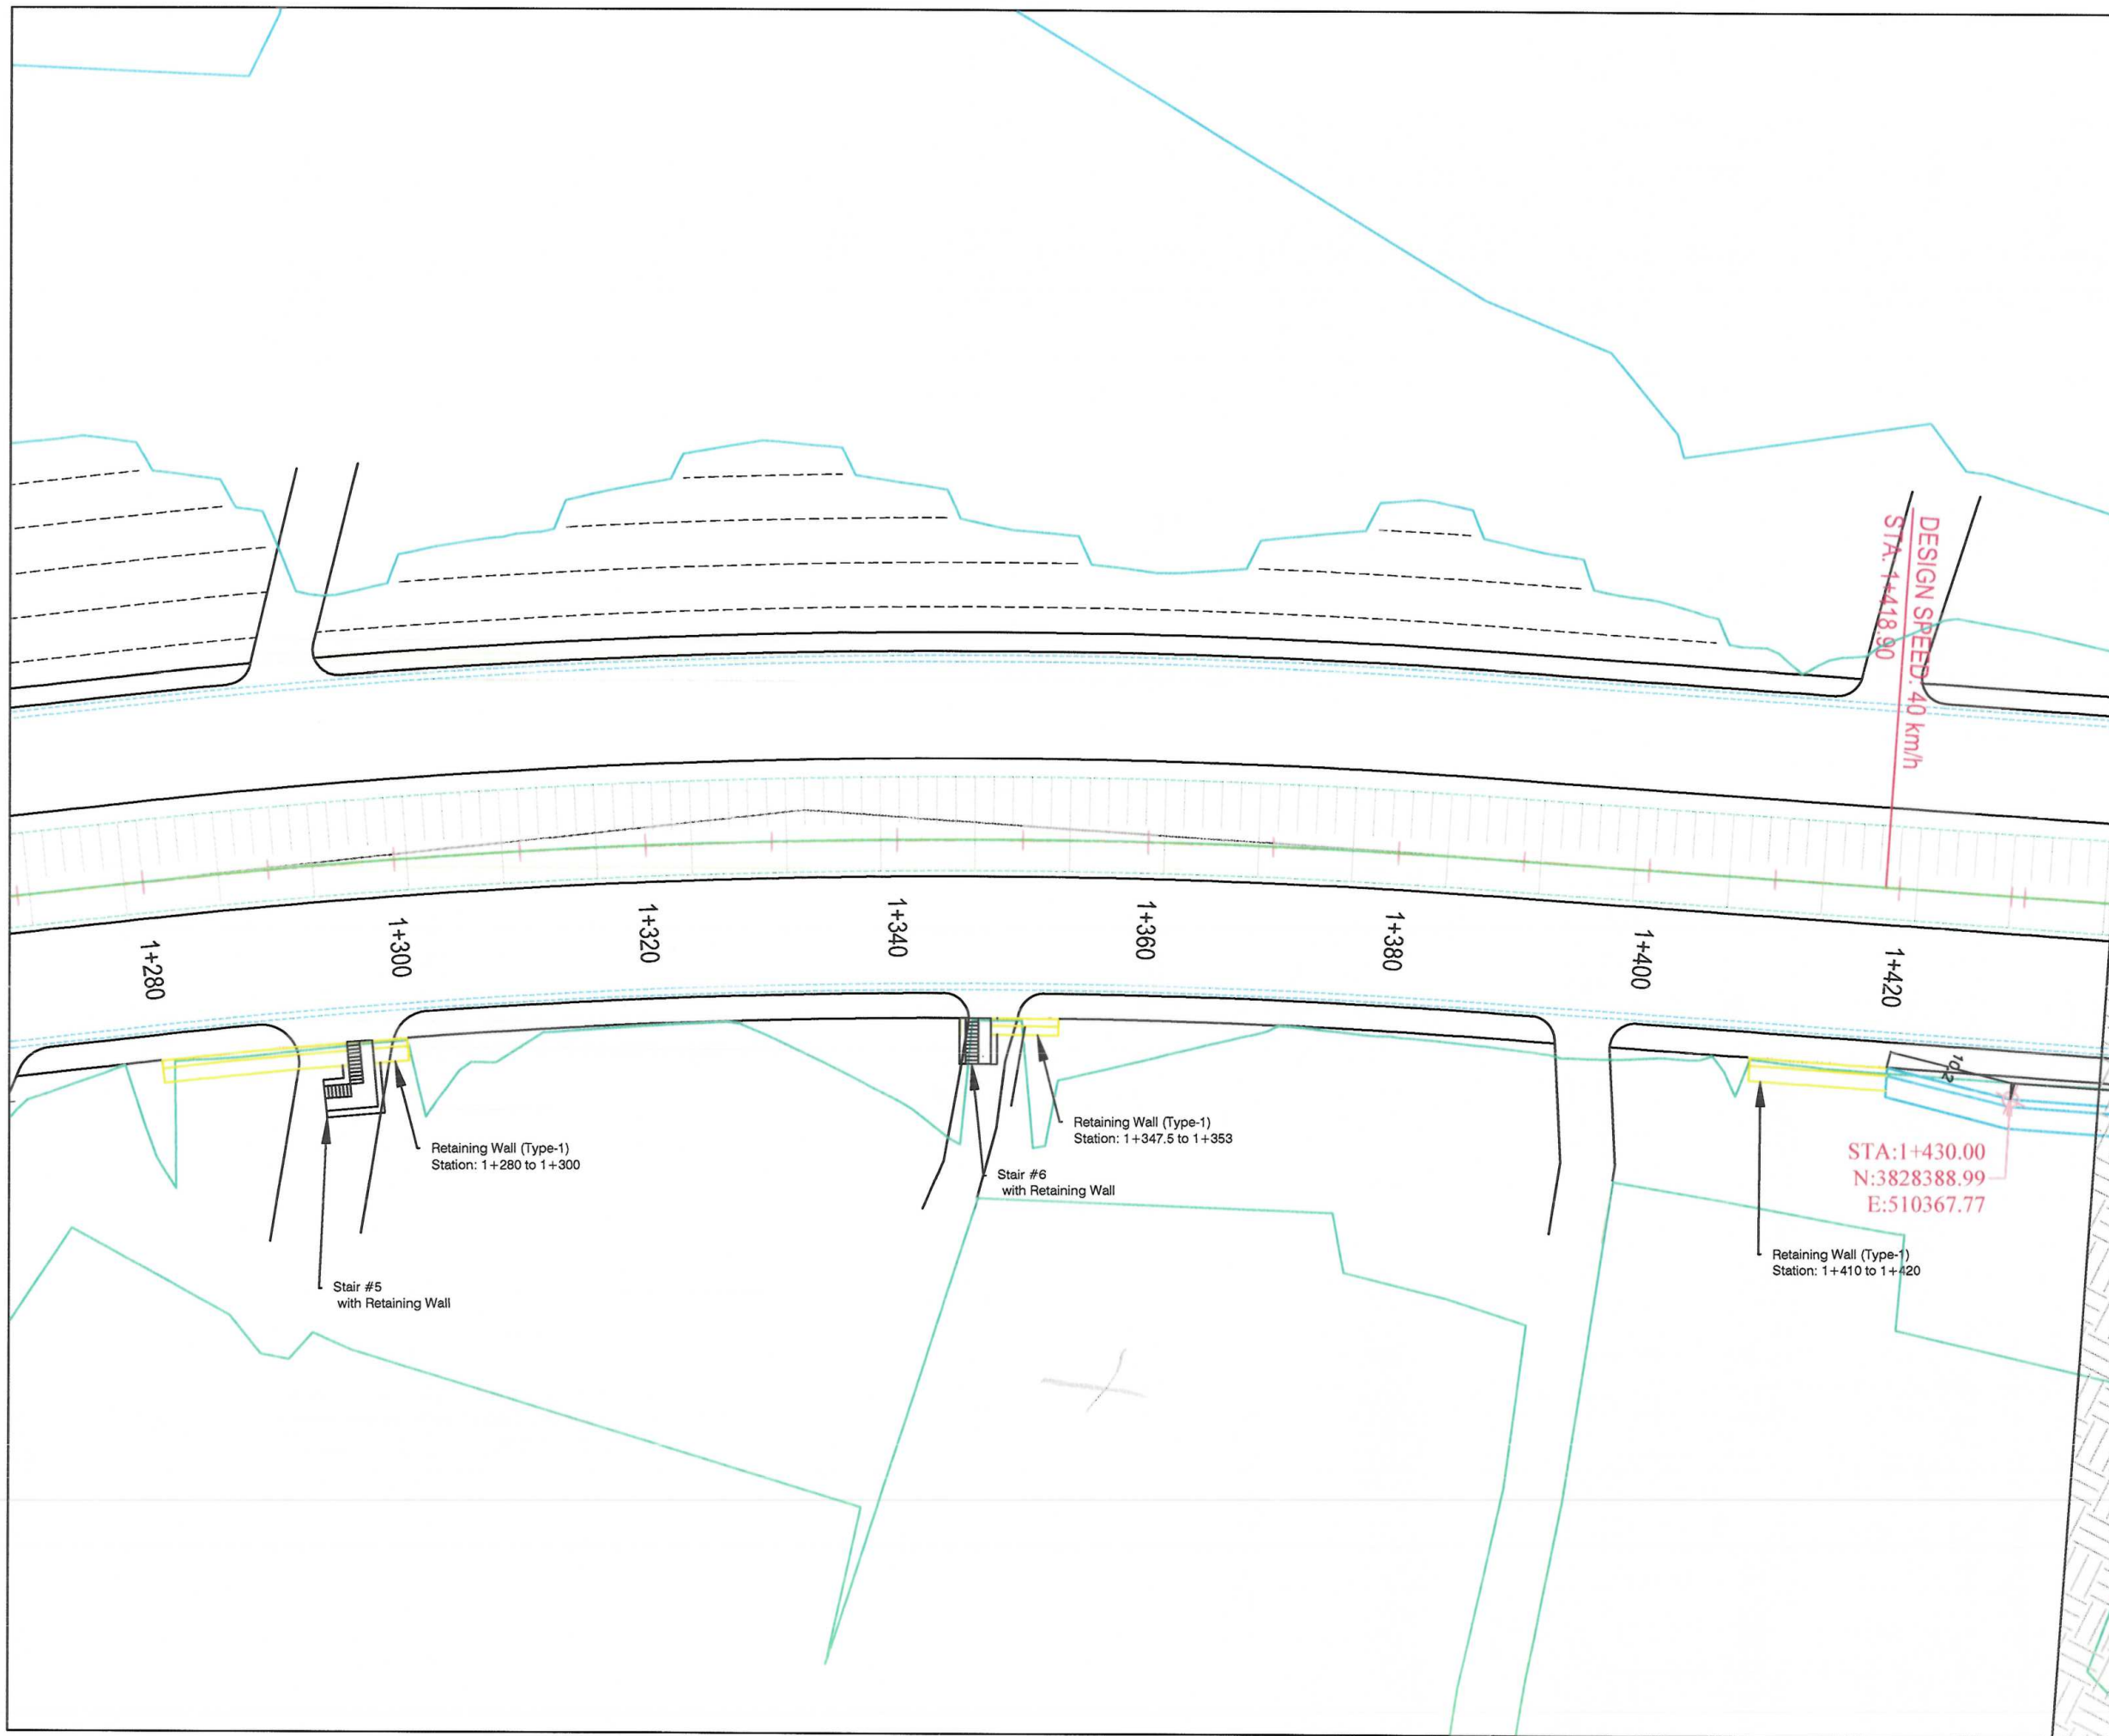 DESIGN SPEED: 40 km/h
STA: 1+418.90
1+280
1+300
1+320
1+340
1+360
1+380
1+400
1+420
10.2
Retaining Wall (Type-1)
Station: 1+280 to 1+300
Stair #5
with Retaining Wall
Retaining Wall (Type-1)
Station: 1+347.5 to 1+353
Stair #6
with Retaining Wall
STA:1+430.00
N:3828388.99
E:510367.77
Retaining Wall (Type-1)
Station: 1+410 to 1+420